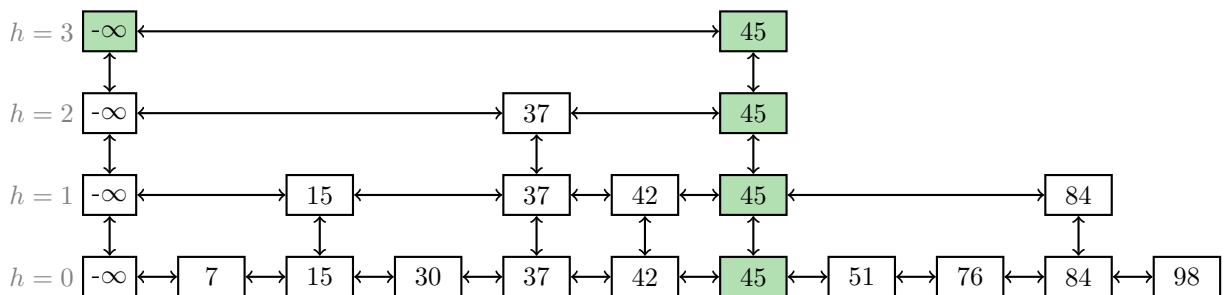 h = 3 -∞ 45
h = 2 -∞ 37 45
h = 1 -∞ 15 37 42 45 84
h = 0 -∞ 7 15 30 37 42 45 51 76 84 98